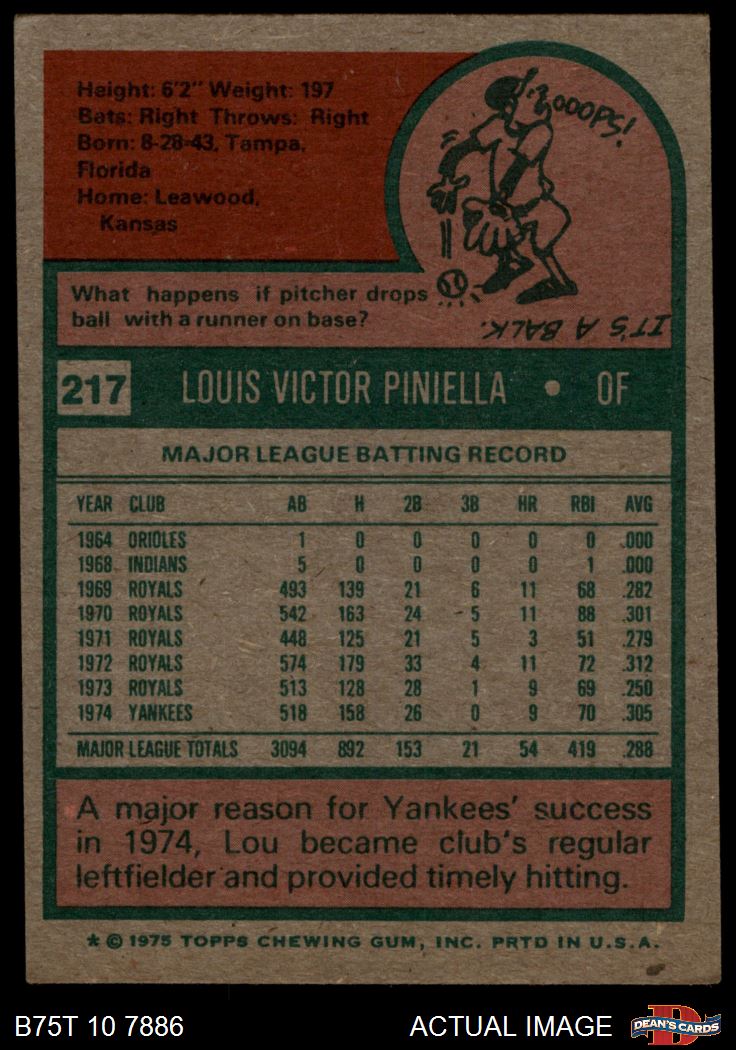 Height: 6'2" Weight: 197
Bats: Right Throws: Right
Born: 8-28-43, Tampa,
Florida
Home: Leawood,
Kansas
OOOPS!
What happens if pitcher drops
ball with a runner on base?
IT'S A BALK.
217 LOUIS VICTOR PINIELLA • OF
MAJOR LEAGUE BATTING RECORD
YEAR CLUB AB H 2B 3B HR RBI AVG
1964 ORIOLES 1 0 0 0 0 0 .000
1968 INDIANS 5 0 0 0 0 1 .000
1969 ROYALS 493 139 21 6 11 68 .282
1970 ROYALS 542 163 24 5 11 88 .301
1971 ROYALS 448 125 21 5 3 51 .279
1972 ROYALS 574 179 33 4 11 72 .312
1973 ROYALS 513 128 28 1 9 69 .250
1974 YANKEES 518 158 26 0 9 70 .305
MAJOR LEAGUE TOTALS 3094 892 153 21 54 419 .288
A major reason for Yankees' success
in 1974, Lou became club's regular
leftfielder and provided timely hitting.
* © 1975 TOPPS CHEWING GUM, INC. PRTD IN U.S.A.
B75T 10 7886 ACTUAL IMAGE DEAN'S CARDS